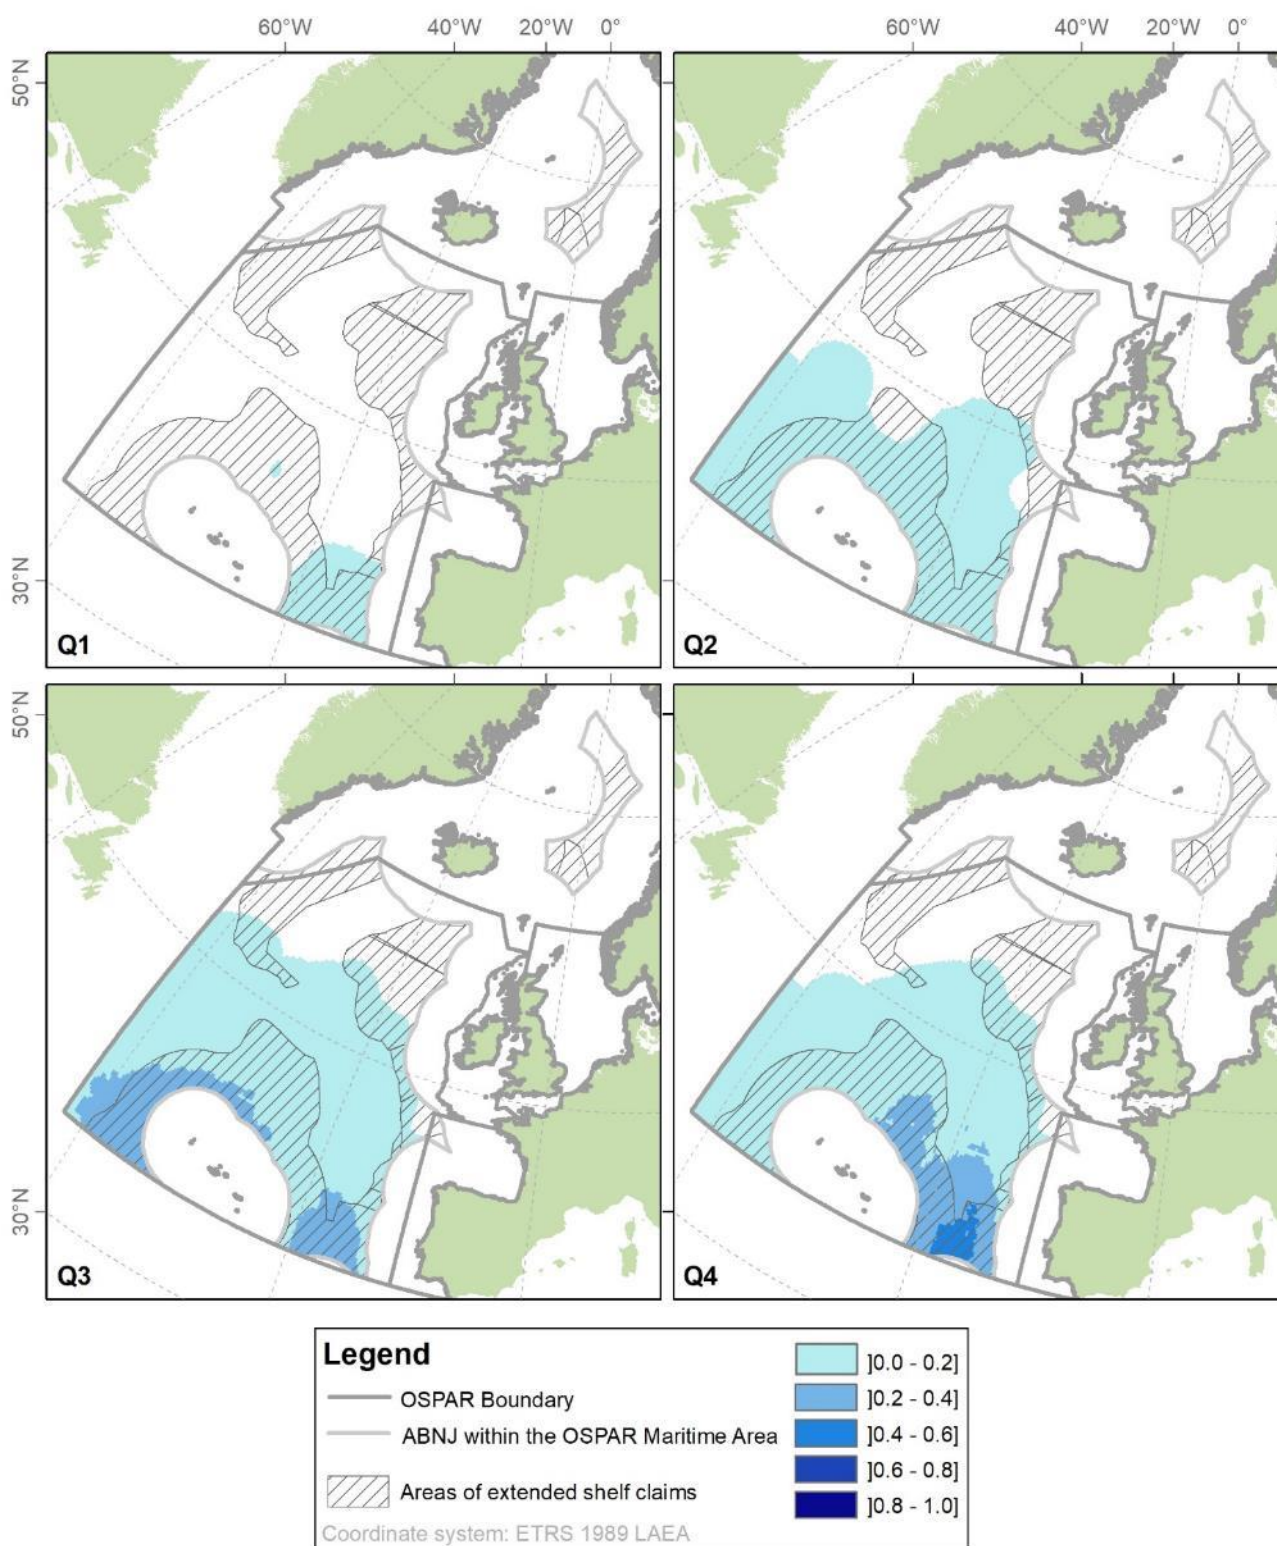 60°W 40°W 20°W 0° 60°W 40°W 20°W 0°
50°N
30°N
Q1 Q2
50°N
30°N
Q3 Q4
Legend
OSPAR Boundary
ABNJ within the OSPAR Maritime Area
Areas of extended shelf claims
Coordinate system: ETRS 1989 LAEA
]0.0 - 0.2]
]0.2 - 0.4]
]0.4 - 0.6]
]0.6 - 0.8]
]0.8 - 1.0]